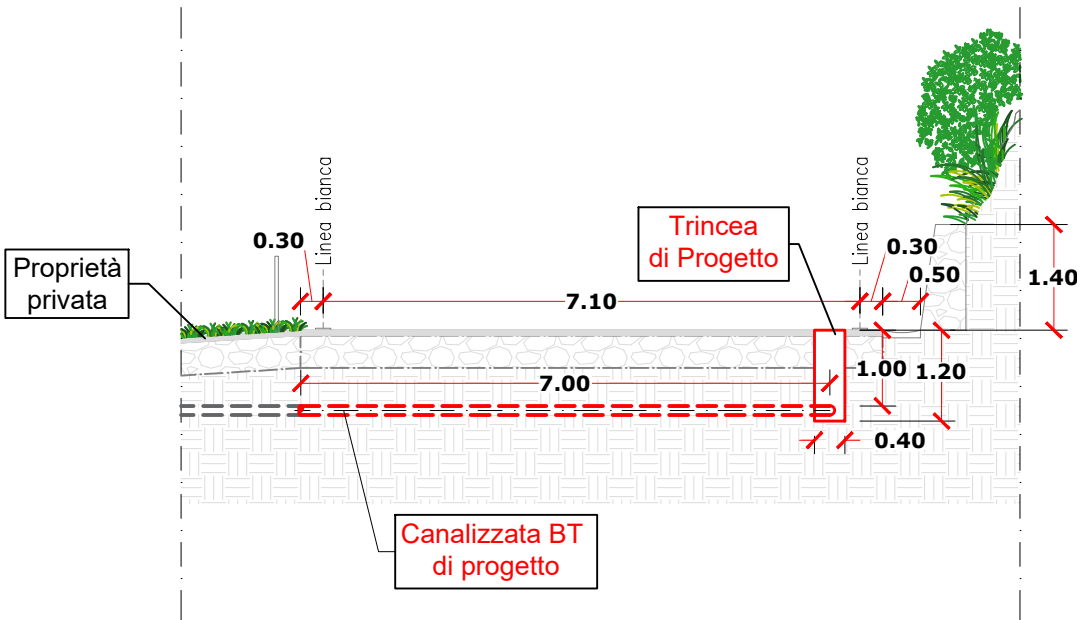 0.30
Linea bianca
Trincea
di Progetto
Linea bianca
0.30
0.50
1.40
Proprietà
privata
7.10
1.00
1.20
7.00
0.40
Canalizzata BT
di progetto